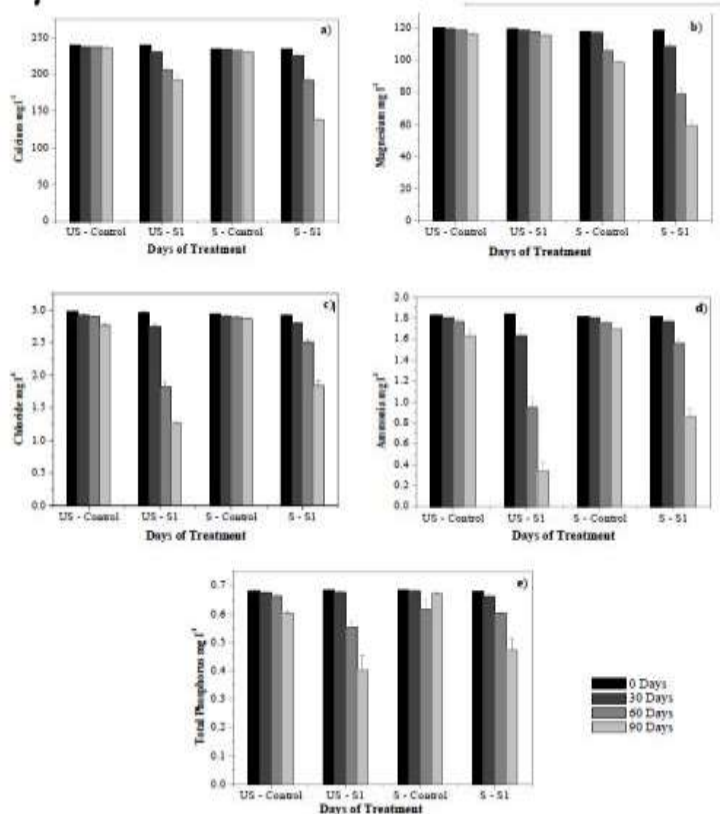 a)
250
200
150
100
50
0
Calcium mg l⁻¹
US - Control US - S1 S - Control S - S1
Days of Treatment
b)
120
100
80
60
40
20
0
Magnesium mg l⁻¹
US - Control US - S1 S - Control S - S1
Days of Treatment
c)
3.0
2.5
2.0
1.5
1.0
0.5
0.0
Chloride mg l⁻¹
US - Control US - S1 S - Control S - S1
Days of Treatment
d)
2.0
1.8
1.6
1.4
1.2
1.0
0.8
0.6
0.4
0.2
0.0
Ammonia mg l⁻¹
US - Control US - S1 S - Control S - S1
Days of Treatment
e)
0.7
0.6
0.5
0.4
0.3
0.2
0.1
0.0
Total Phosphorus mg l⁻¹
US - Control US - S1 S - Control S - S1
Days of Treatment
0 Days
30 Days
60 Days
90 Days